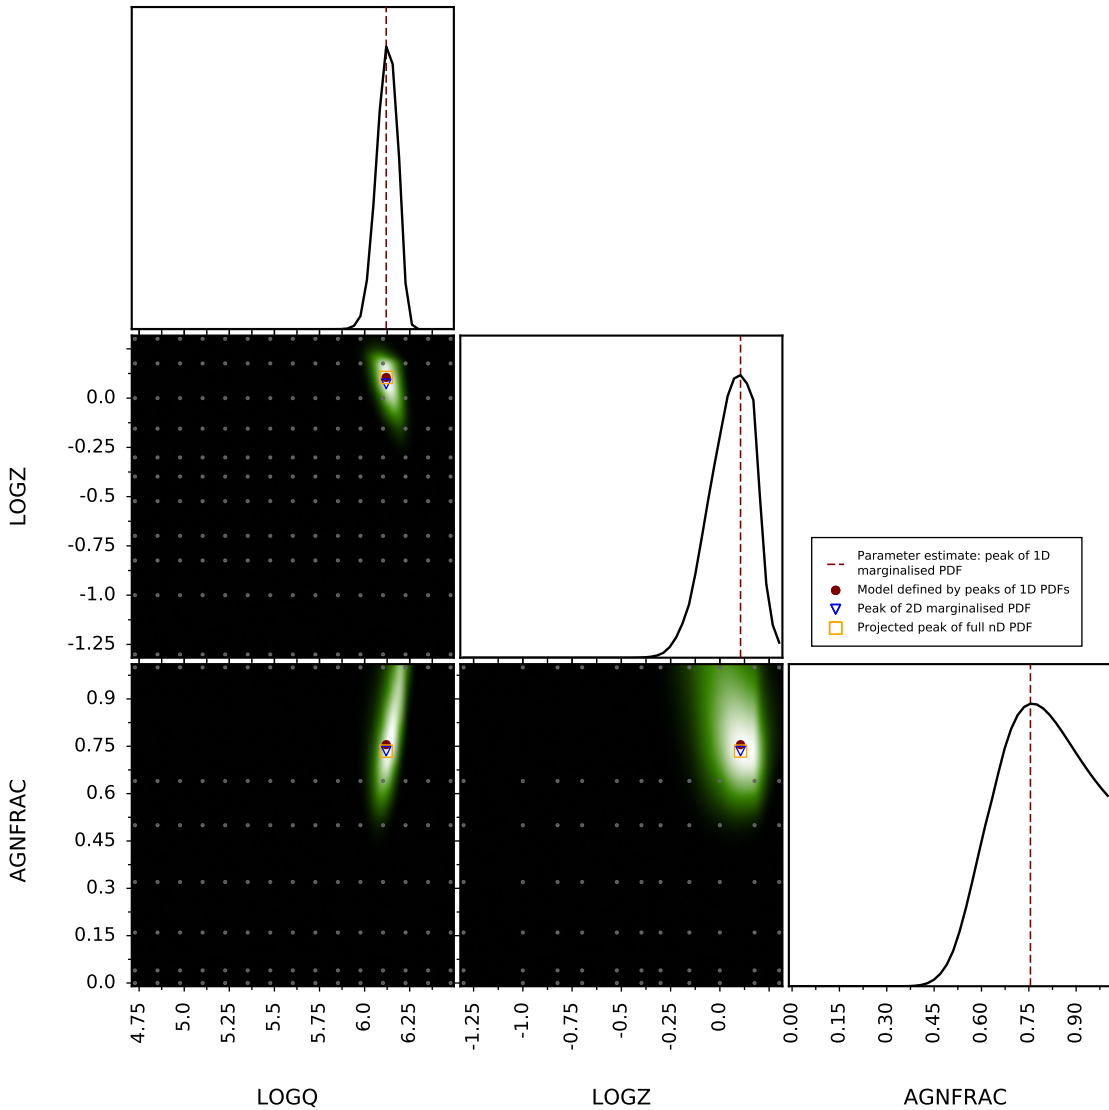 LOGZ
0.0
-0.25
-0.5
-0.75
-1.0
-1.25
Parameter estimate: peak of 1D
marginalised PDF
Model defined by peaks of 1D PDFs
Peak of 2D marginalised PDF
Projected peak of full nD PDF
AGNFRAC
0.9
0.75
0.6
0.45
0.3
0.15
0.0
4.75 5.0 5.25 5.5 5.75 6.0 6.25
-1.25 -1.0 -0.75 -0.5 -0.25 0.0
0.00 0.15 0.30 0.45 0.60 0.75 0.90
LOGQ LOGZ AGNFRAC